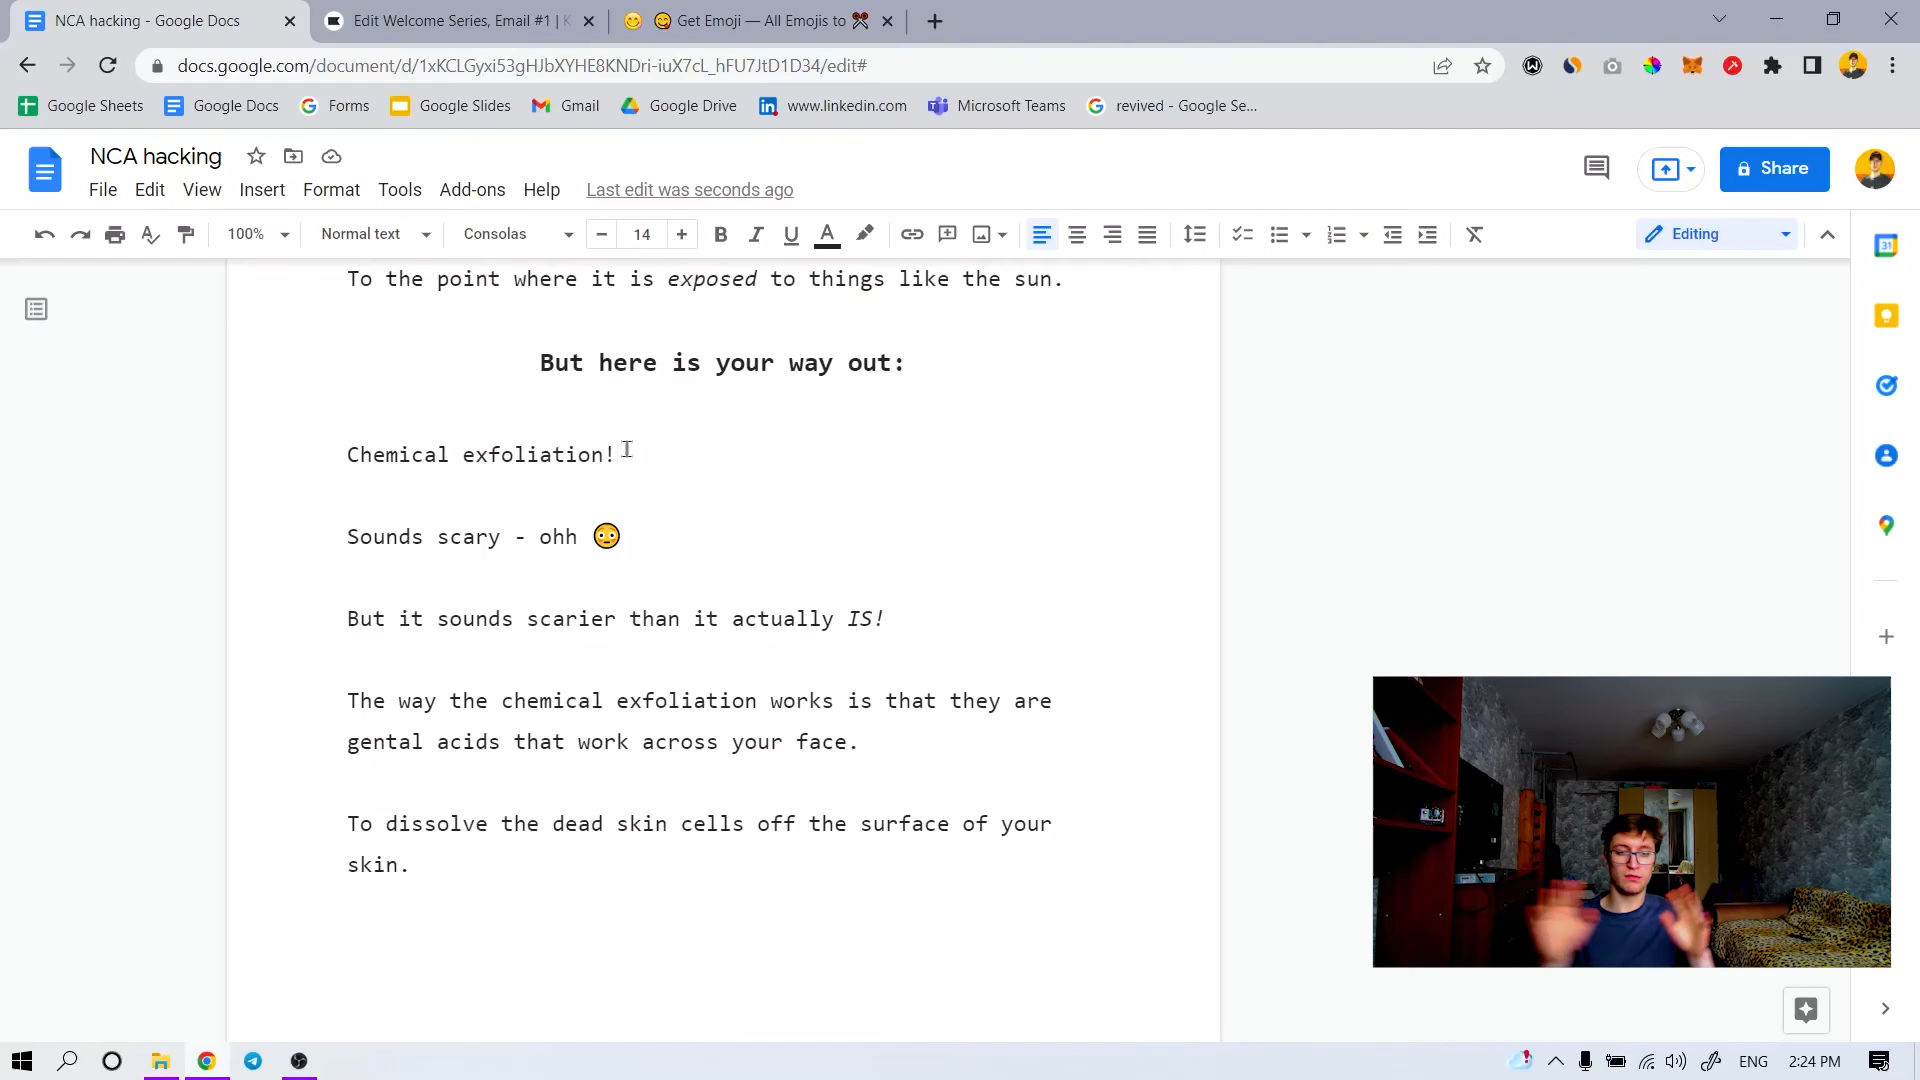 NCA hacking - Google Docs
Edit Welcome Series, Email #1 | K
😋 Get Emoji — All Emojis to ✂
docs.google.com/document/d/1xKCLGyxi53gHJbXYHE8KNDri-iuX7cL_hFU7JtD1D34/edit#
Google Sheets
Google Docs
Forms
Google Slides
Gmail
Google Drive
www.linkedin.com
Microsoft Teams
revived - Google Se...
NCA hacking
Share
File Edit View Insert Format Tools Add-ons Help Last edit was seconds ago
100% Normal text Consolas 14 B I U A Editing
31
To the point where it is exposed to things like the sun.
But here is your way out:
Chemical exfoliation!
Sounds scary - ohh 😳
But it sounds scarier than it actually IS!
The way the chemical exfoliation works is that they are
gental acids that work across your face.
To dissolve the dead skin cells off the surface of your
skin.
ENG 2:24 PM